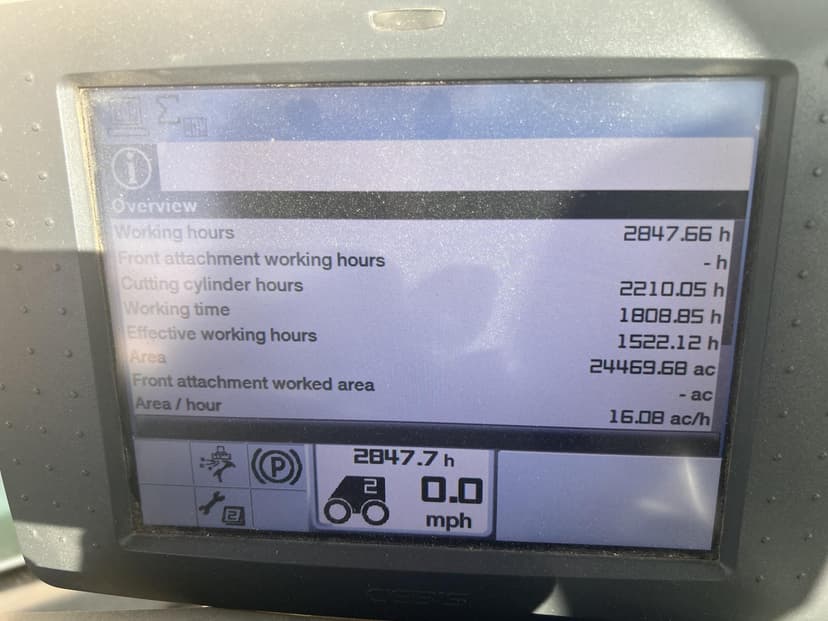 Overview
Working hours 2847.66 h
Front attachment working hours - h
Cutting cylinder hours 2210.05 h
Working time 1808.85 h
Effective working hours 1522.12 h
Area 24469.68 ac
Front attachment worked area - ac
Area / hour 16.08 ac/h
P
2847.7 h
2
0.0
2
mph